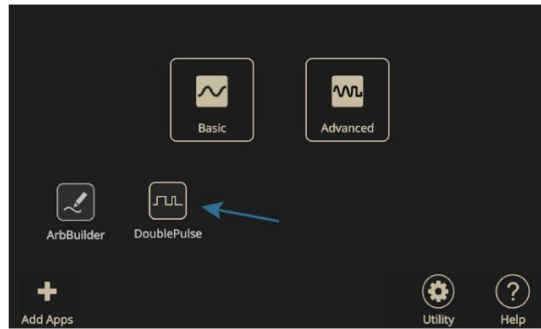 Basic
Advanced
ArbBuilder
DoublePulse
Add Apps
Utility
Help